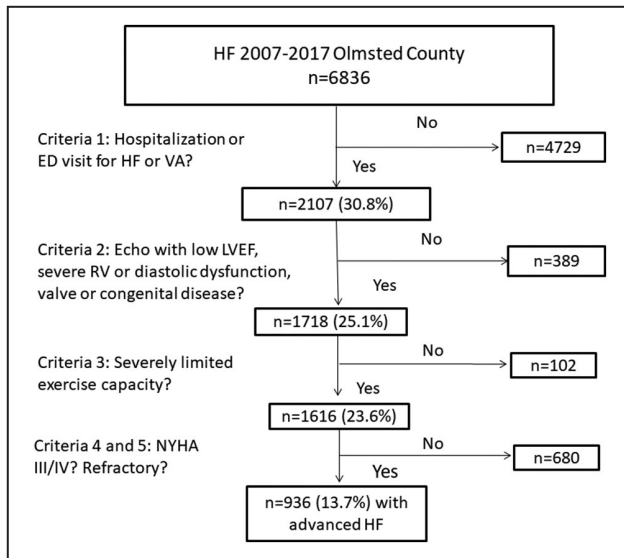 HF 2007-2017 Olmsted County
n=6836
No
Criteria 1: Hospitalization or
ED visit for HF or VA?
n=4729
Yes
n=2107 (30.8%)
No
Criteria 2: Echo with low LVEF,
severe RV or diastolic dysfunction,
valve or congenital disease?
n=389
Yes
n=1718 (25.1%)
No
Criteria 3: Severely limited
exercise capacity?
n=102
Yes
n=1616 (23.6%)
No
Criteria 4 and 5: NYHA
III/IV? Refractory?
n=680
Yes
n=936 (13.7%) with
advanced HF